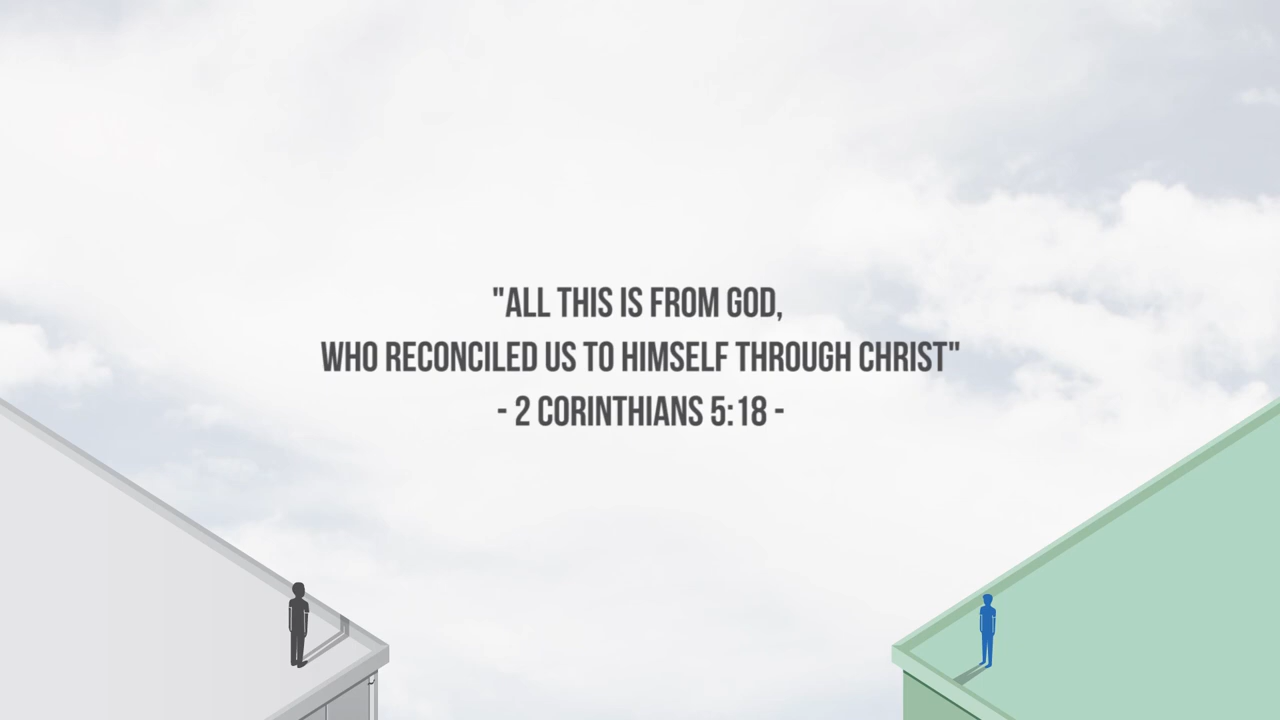 "ALL THIS IS FROM GOD,
WHO RECONCILED US TO HIMSELF THROUGH CHRIST"
- 2 CORINTHIANS 5:18 -